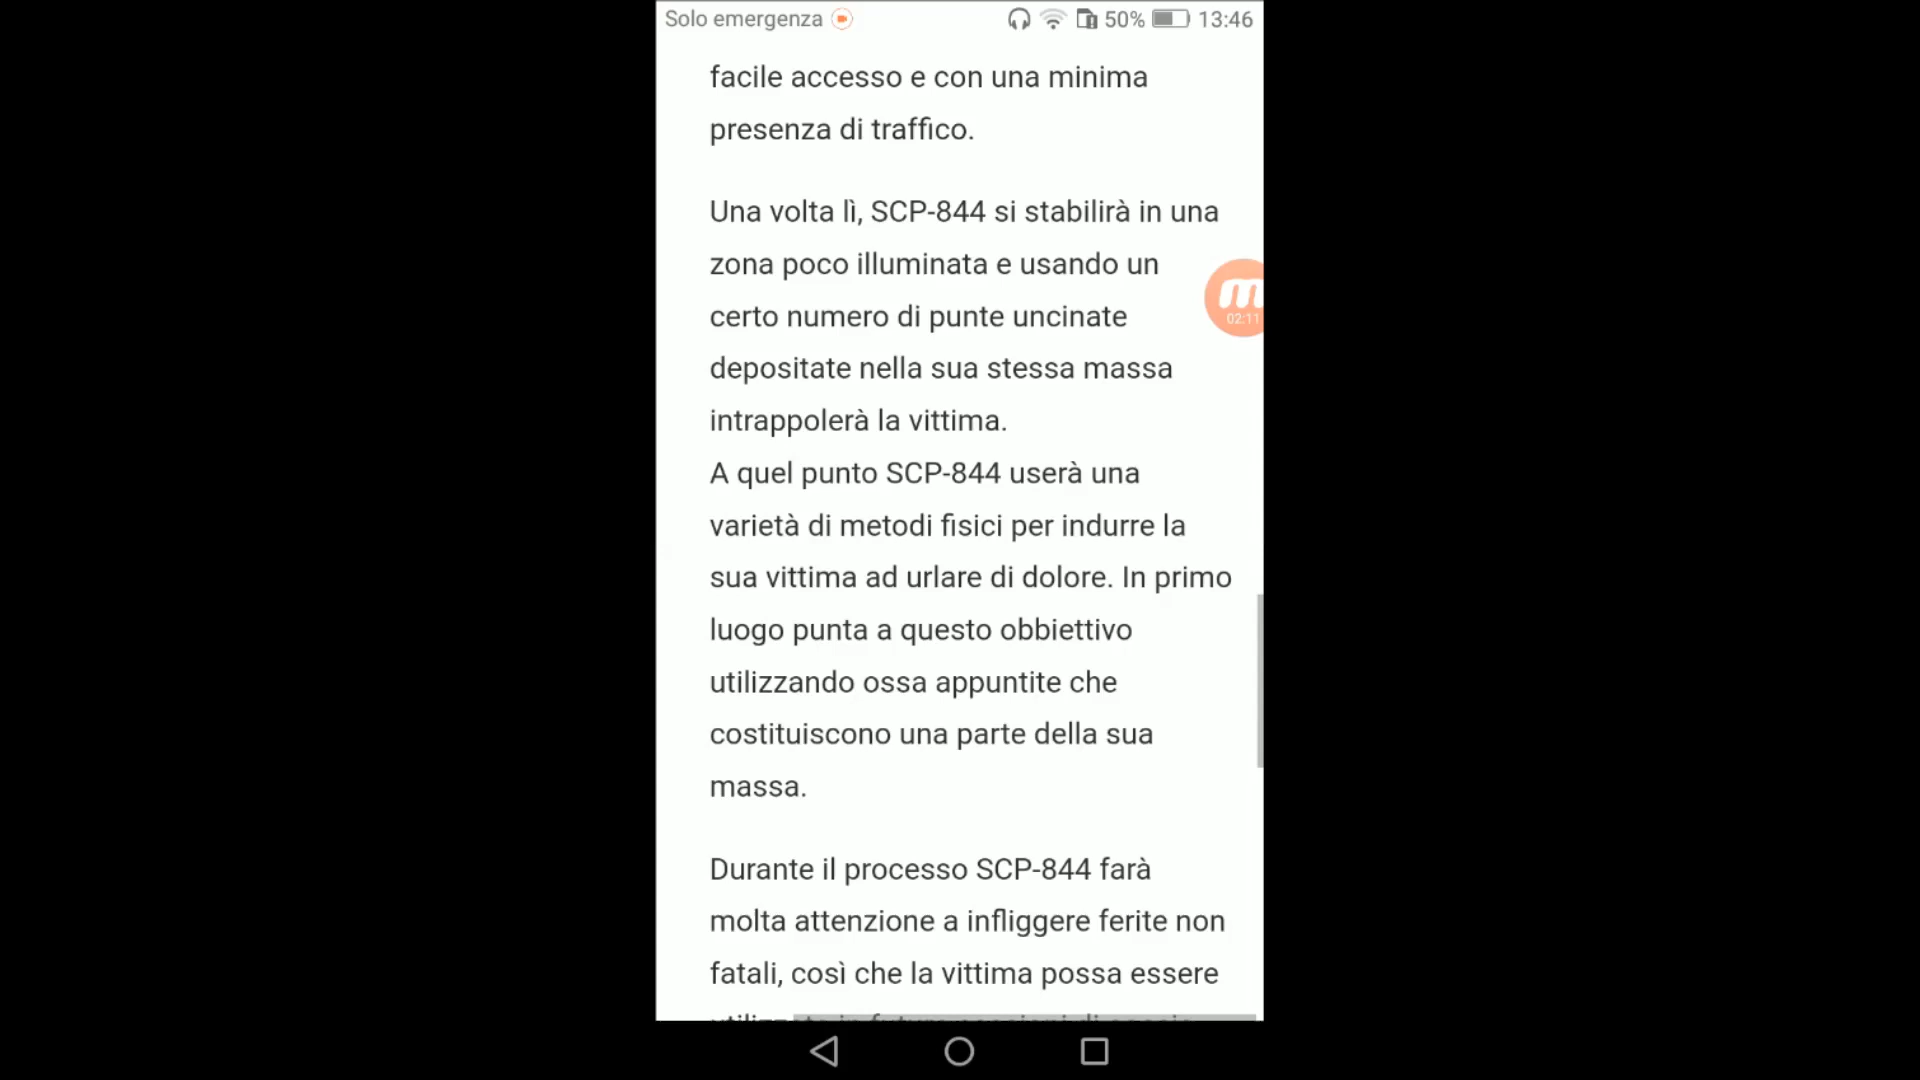 Solo emergenza 50% 13:46
facile accesso e con una minima
presenza di traffico.
Una volta lì, SCP-844 si stabilirà in una
zona poco illuminata e usando un
certo numero di punte uncinate
m
02:11
depositate nella sua stessa massa
intrappolerà la vittima.
A quel punto SCP-844 userà una
varietà di metodi fisici per indurre la
sua vittima ad urlare di dolore. In primo
luogo punta a questo obbiettivo
utilizzando ossa appuntite che
costituiscono una parte della sua
massa.
Durante il processo SCP-844 farà
molta attenzione a infliggere ferite non
fatali, così che la vittima possa essere